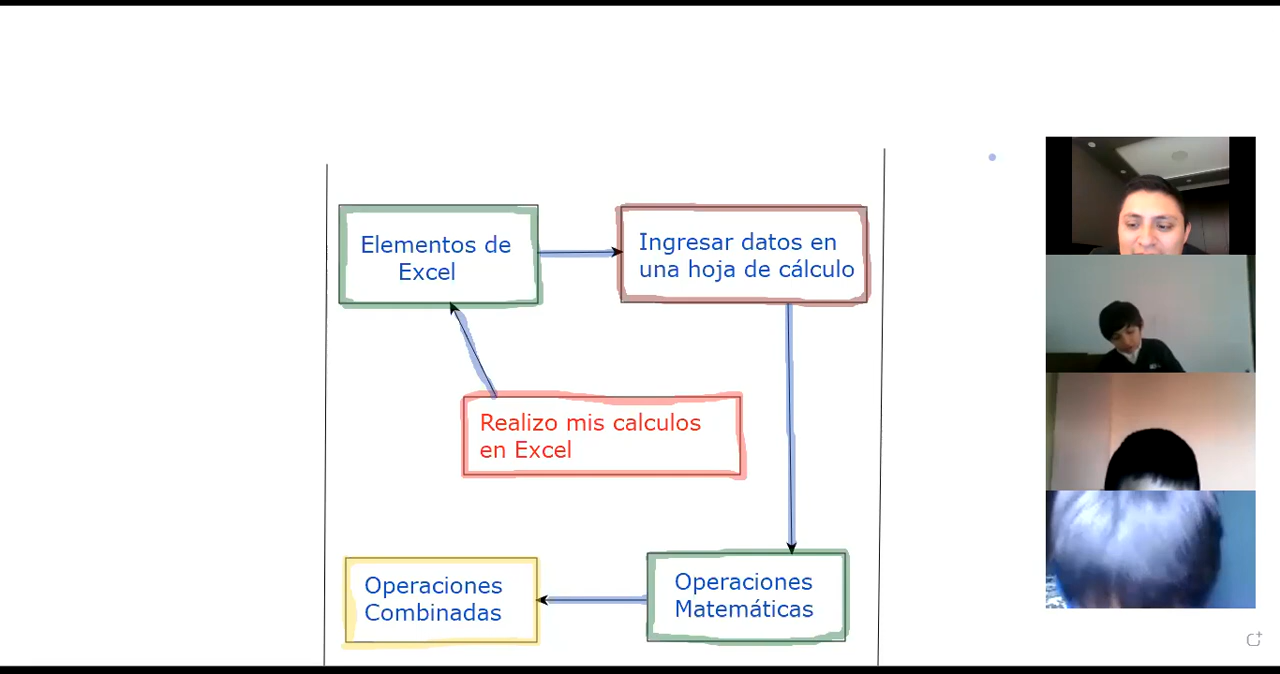 Elementos de
Excel
Ingresar datos en
una hoja de cálculo
Realizo mis calculos
en Excel
Operaciones
Combinadas
Operaciones
Matemáticas